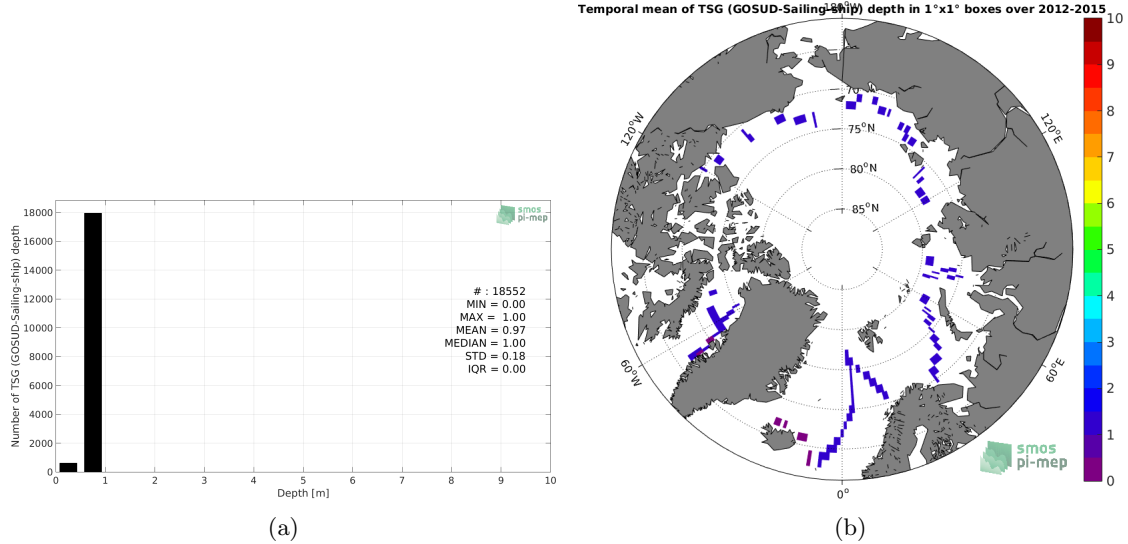 Temporal mean of TSG (GOSUD-Sailing-ship) depth in 1°x1° boxes over 2012-2015
Number of TSG (GOSUD-Sailing-ship) depth
18000
16000
14000
12000
10000
8000
6000
4000
2000
0
0 1 2 3 4 5 6 7 8 9 10
Depth [m]
smos
pi-mep
# : 18552
MIN = 0.00
MAX = 1.00
MEAN = 0.97
MEDIAN = 1.00
STD = 0.18
IQR = 0.00
(a)
180°W
120°W
120°E
60°W
60°E
0°
70°N
75°N
80°N
85°N
smos
pi-mep
10
9
8
7
6
5
4
3
2
1
0
(b)